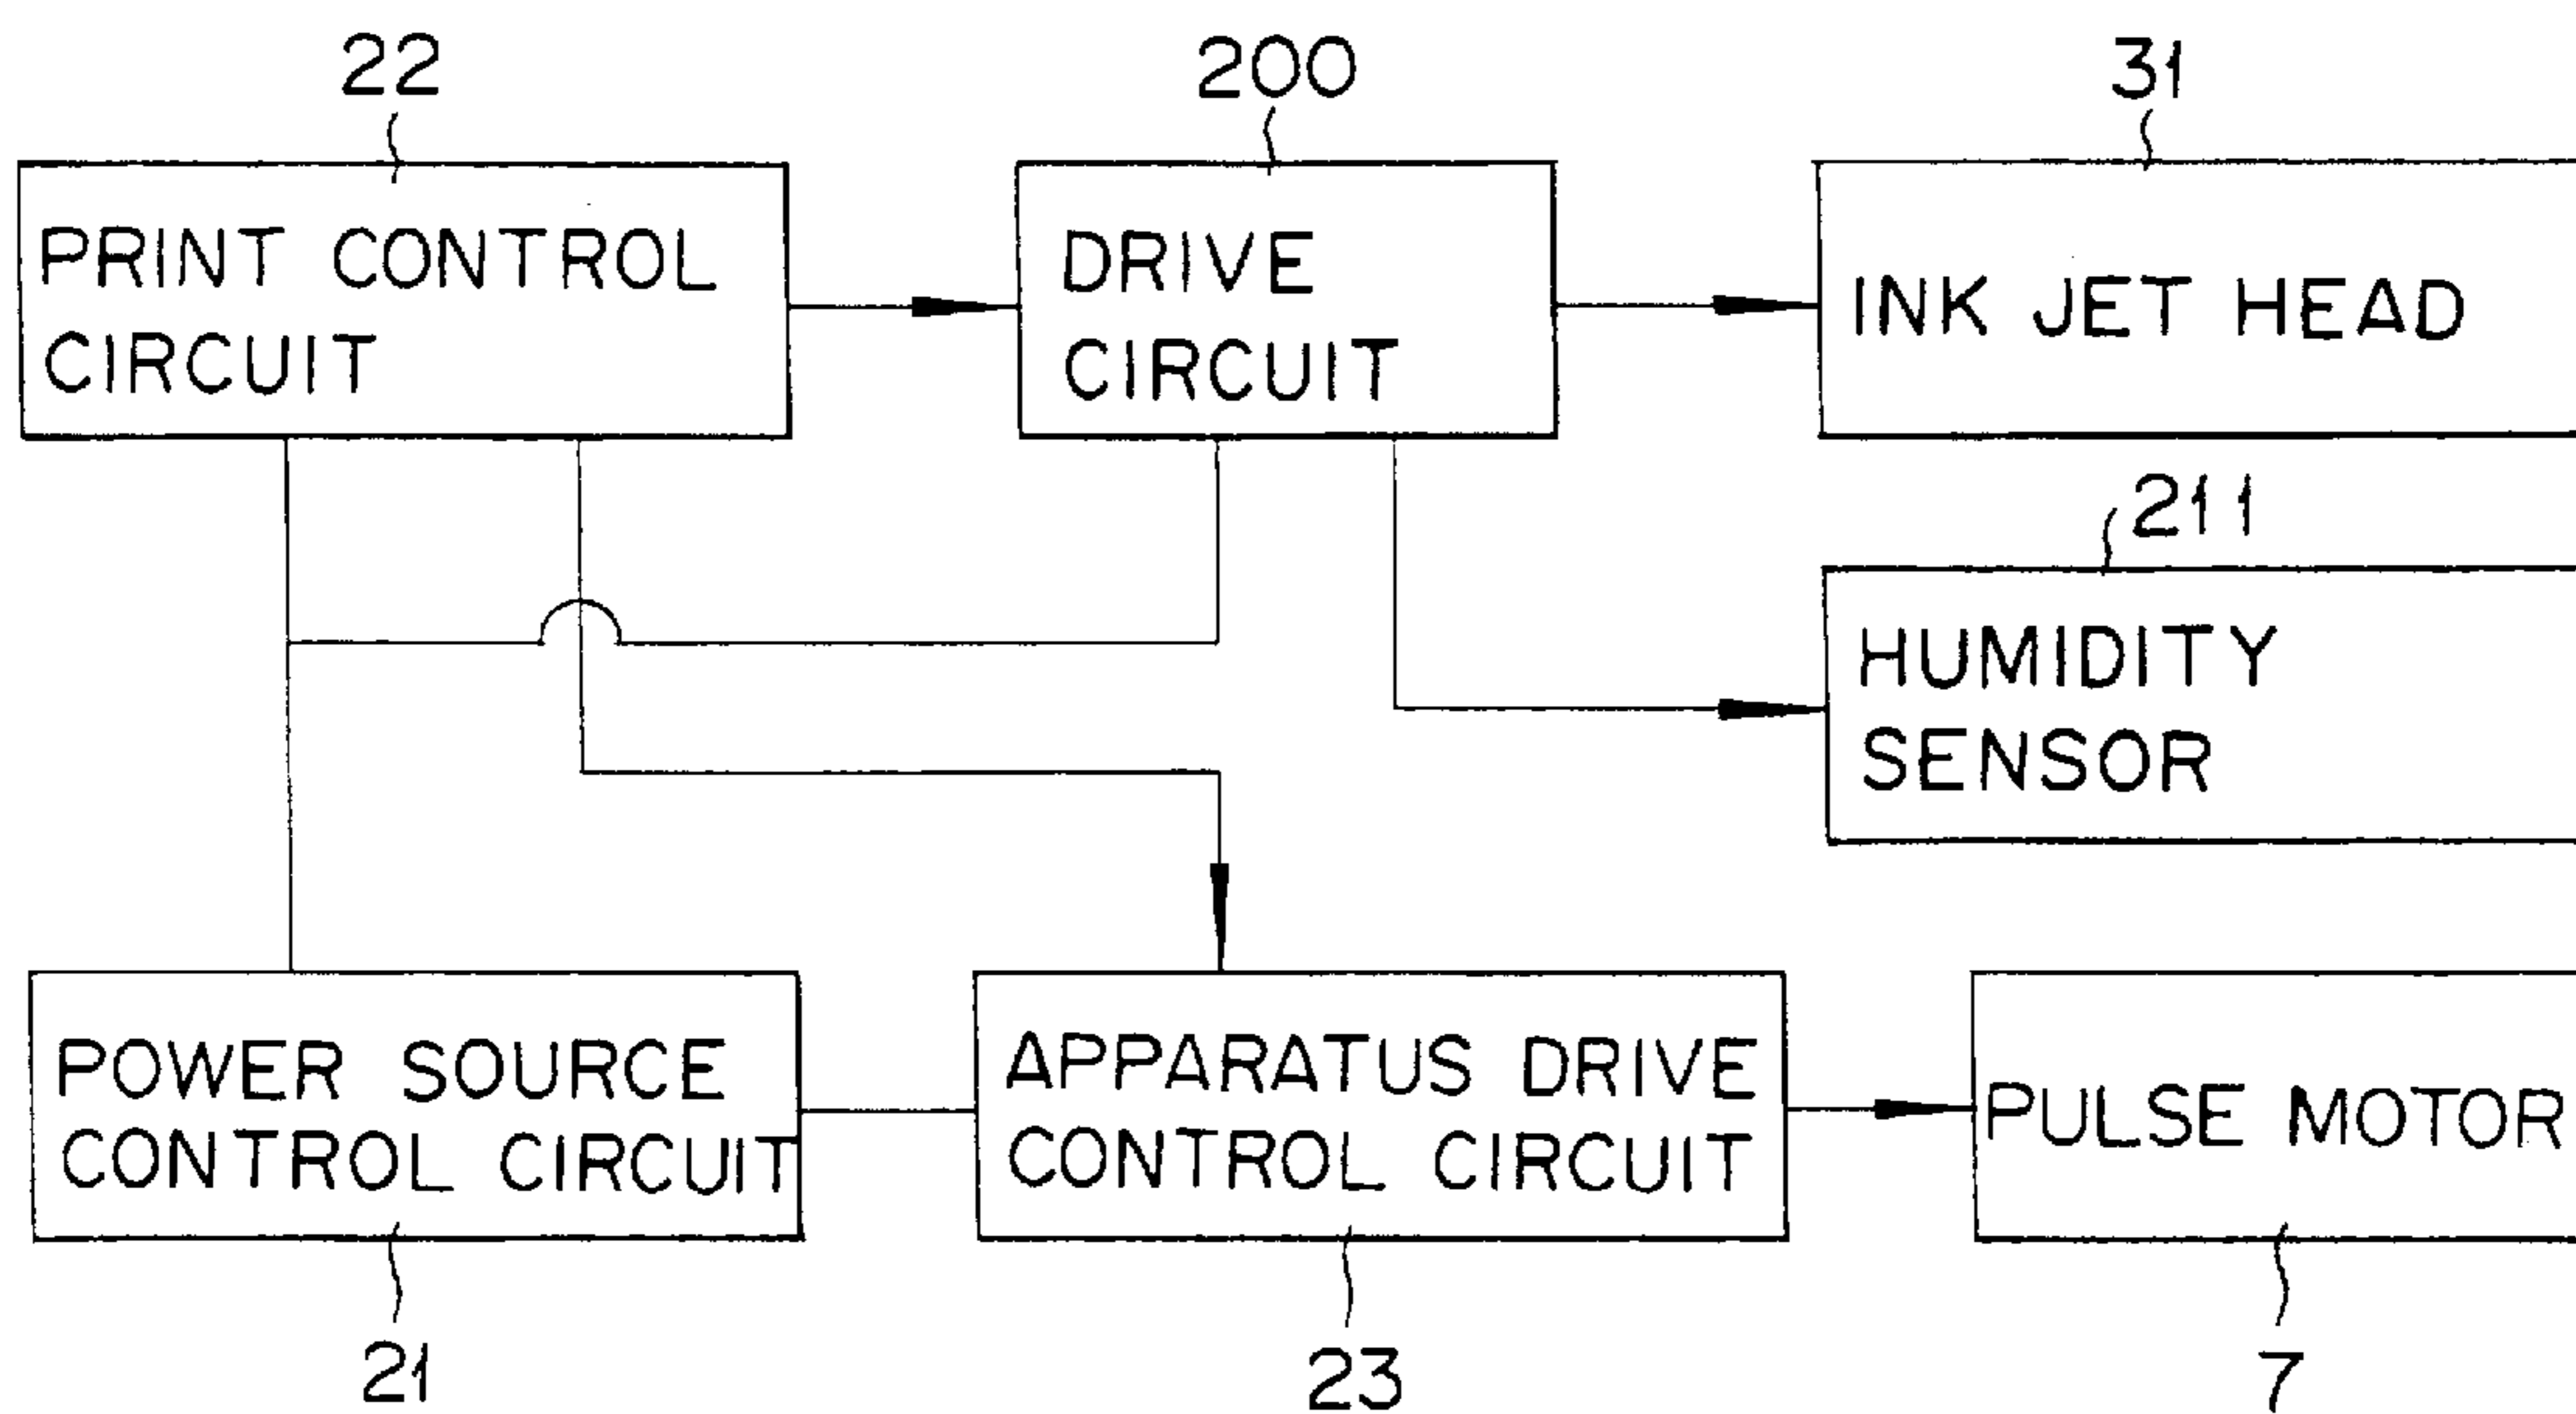 22
200
31
PRINT CONTROL
CIRCUIT
DRIVE
CIRCUIT
INK JET HEAD
211
HUMIDITY
SENSOR
POWER SOURCE
CONTROL CIRCUIT
APPARATUS DRIVE
CONTROL CIRCUIT
PULSE MOTOR
21
23
7